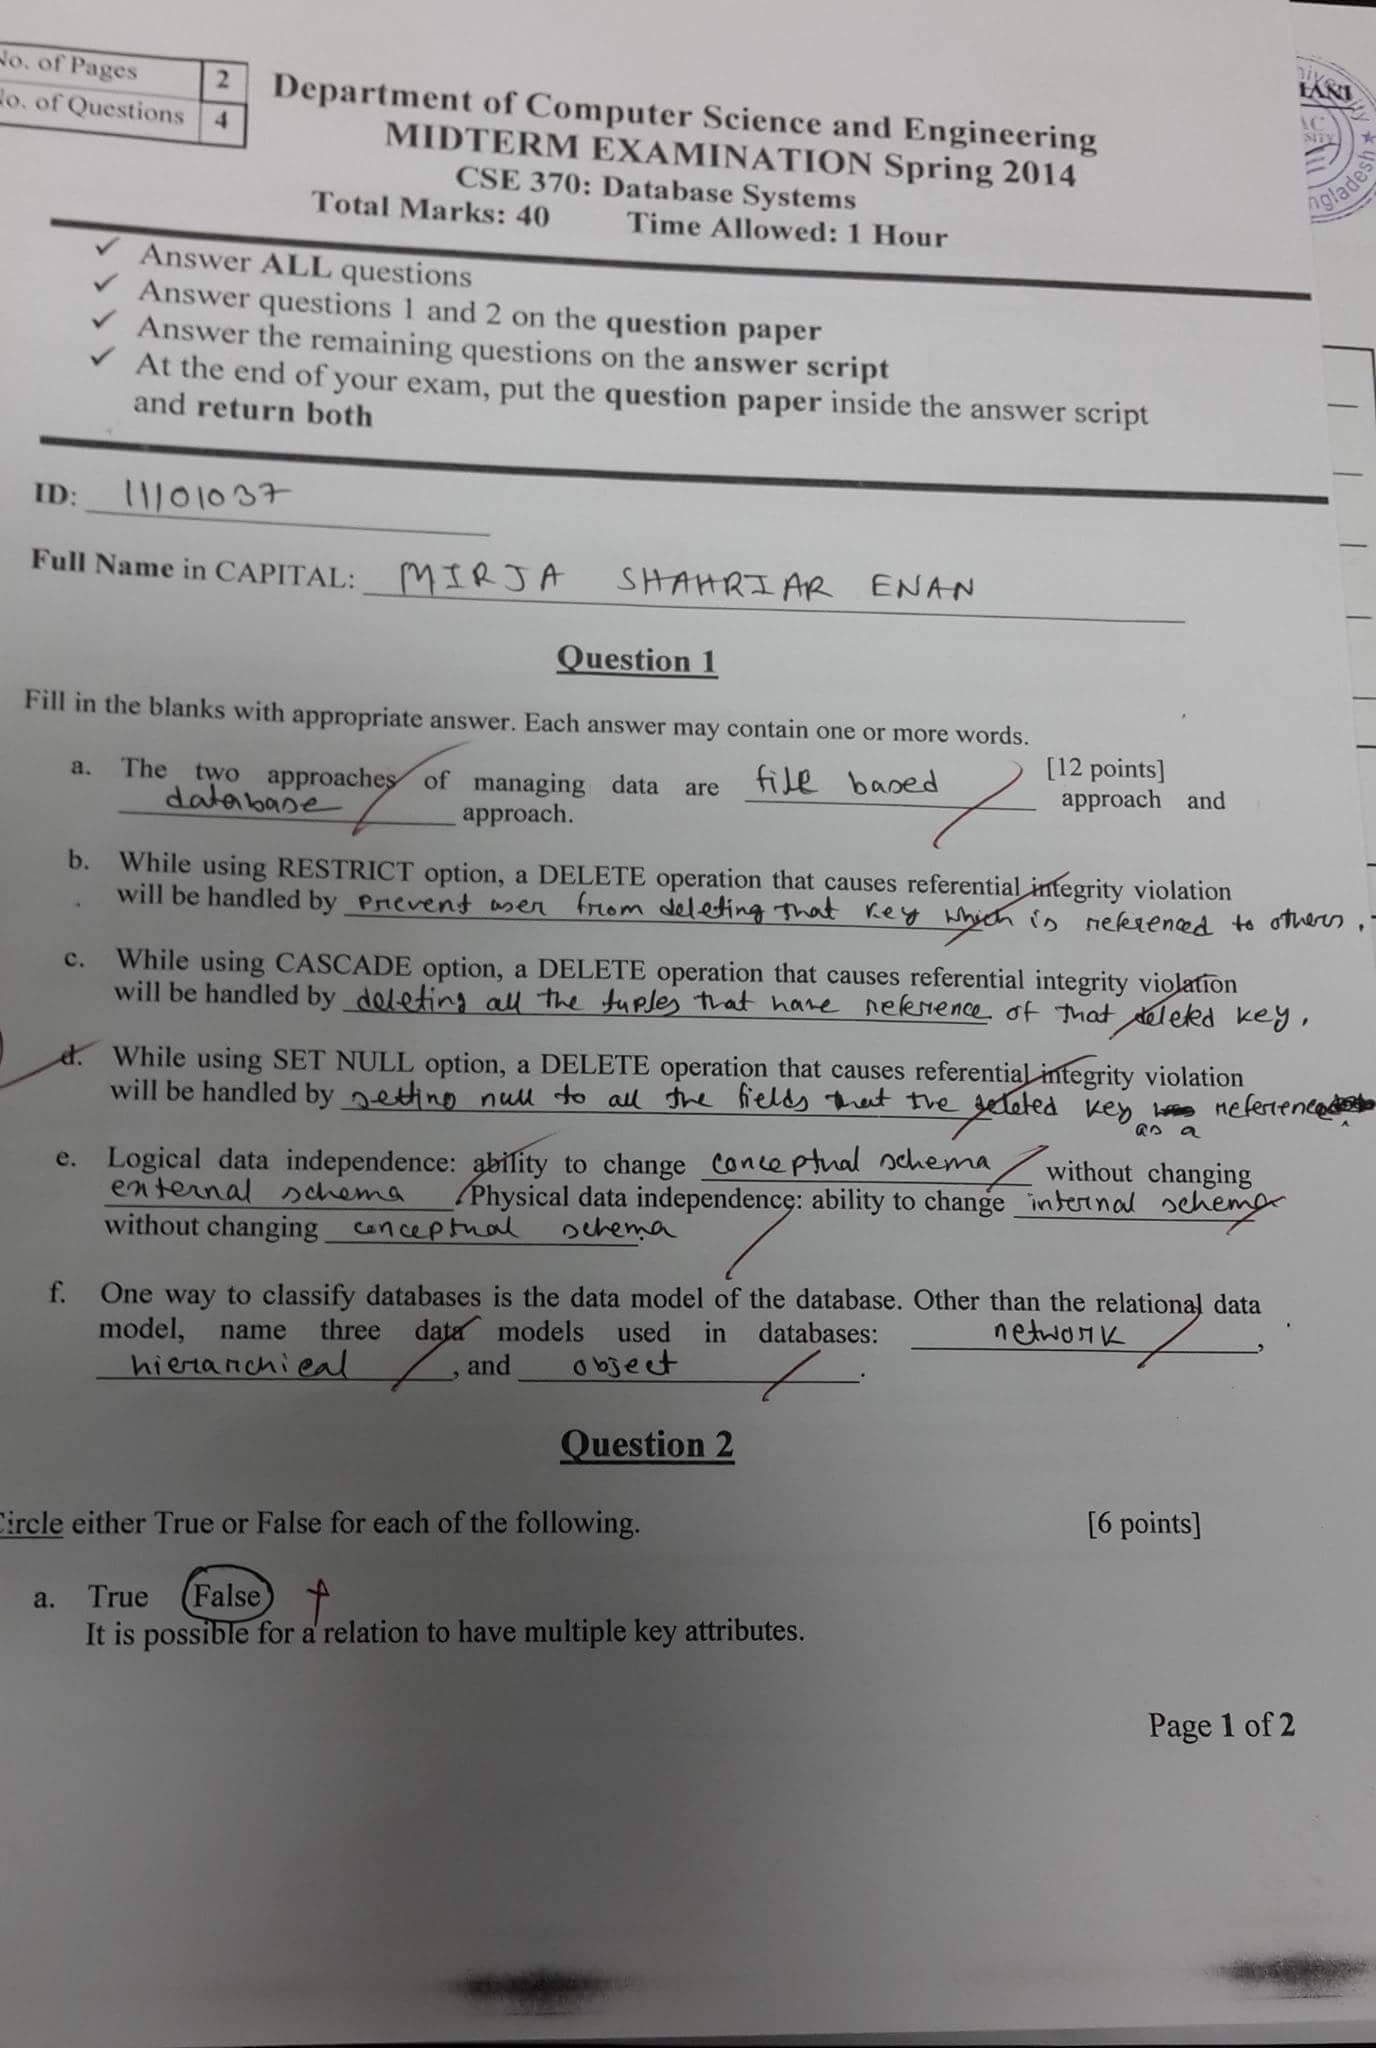 No. of Pages 2
No. of Questions 4
Department of Computer Science and Engineering
MIDTERM EXAMINATION Spring 2014
CSE 370: Database Systems
Total Marks: 40 Time Allowed: 1 Hour
✓ Answer ALL questions
✓ Answer questions 1 and 2 on the question paper
✓ Answer the remaining questions on the answer script
✓ At the end of your exam, put the question paper inside the answer script
and return both
ID: 11101037
Full Name in CAPITAL: MIRJA SHAHRIAR ENAN
Question 1
Fill in the blanks with appropriate answer. Each answer may contain one or more words.
[12 points]
a. The two approaches of managing data are file based approach and
database approach.
b. While using RESTRICT option, a DELETE operation that causes referential integrity violation
will be handled by prevent user from deleting that key which is referenced to others.
c. While using CASCADE option, a DELETE operation that causes referential integrity violation
will be handled by deleting all the tuples that have reference of that deleted key.
d. While using SET NULL option, a DELETE operation that causes referential integrity violation
will be handled by setting null to all the fields that the deleted key as a reference
e. Logical data independence: ability to change conceptual schema without changing
external schema. Physical data independence: ability to change internal schema
without changing conceptual schema
f. One way to classify databases is the data model of the database. Other than the relational data
model, name three data models used in databases: network,
hierarchical, and object.
Question 2
Circle either True or False for each of the following. [6 points]
a. True False
It is possible for a relation to have multiple key attributes.
Page 1 of 2